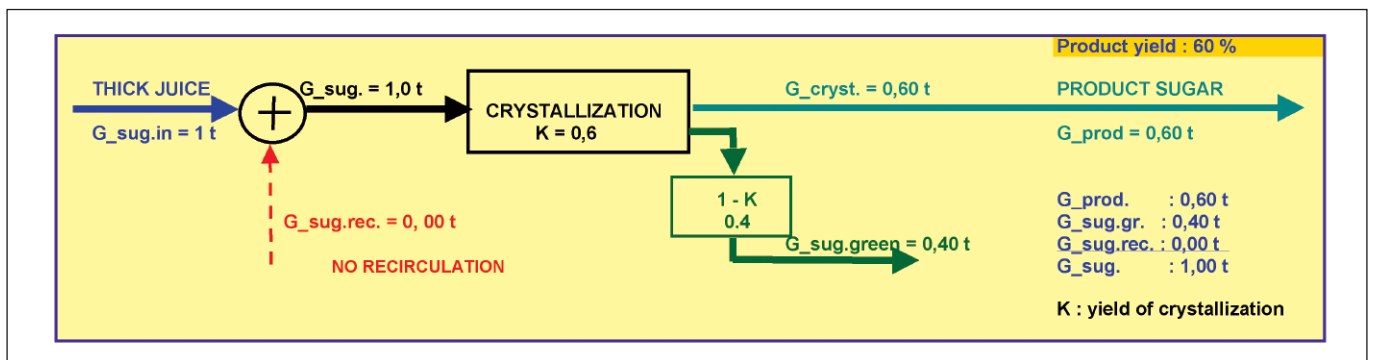 Product yield : 60 %
THICK JUICE
G_sug. = 1,0 t
G_cryst. = 0,60 t
PRODUCT SUGAR
CRYSTALLIZATION
K = 0,6
G_sug.in = 1 t
G_prod = 0,60 t
1 - K
0.4
G_prod. : 0,60 t
G_sug.gr. : 0,40 t
G_sug.rec. : 0,00 t
G_sug. : 1,00 t
G_sug.rec. = 0, 00 t
G_sug.green = 0,40 t
NO RECIRCULATION
K : yield of crystallization